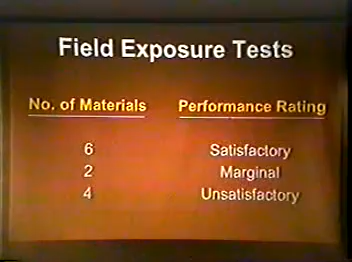 Field Exposure Tests
No. of Materials Performance Rating
6 Satisfactory
2 Marginal
4 Unsatisfactory